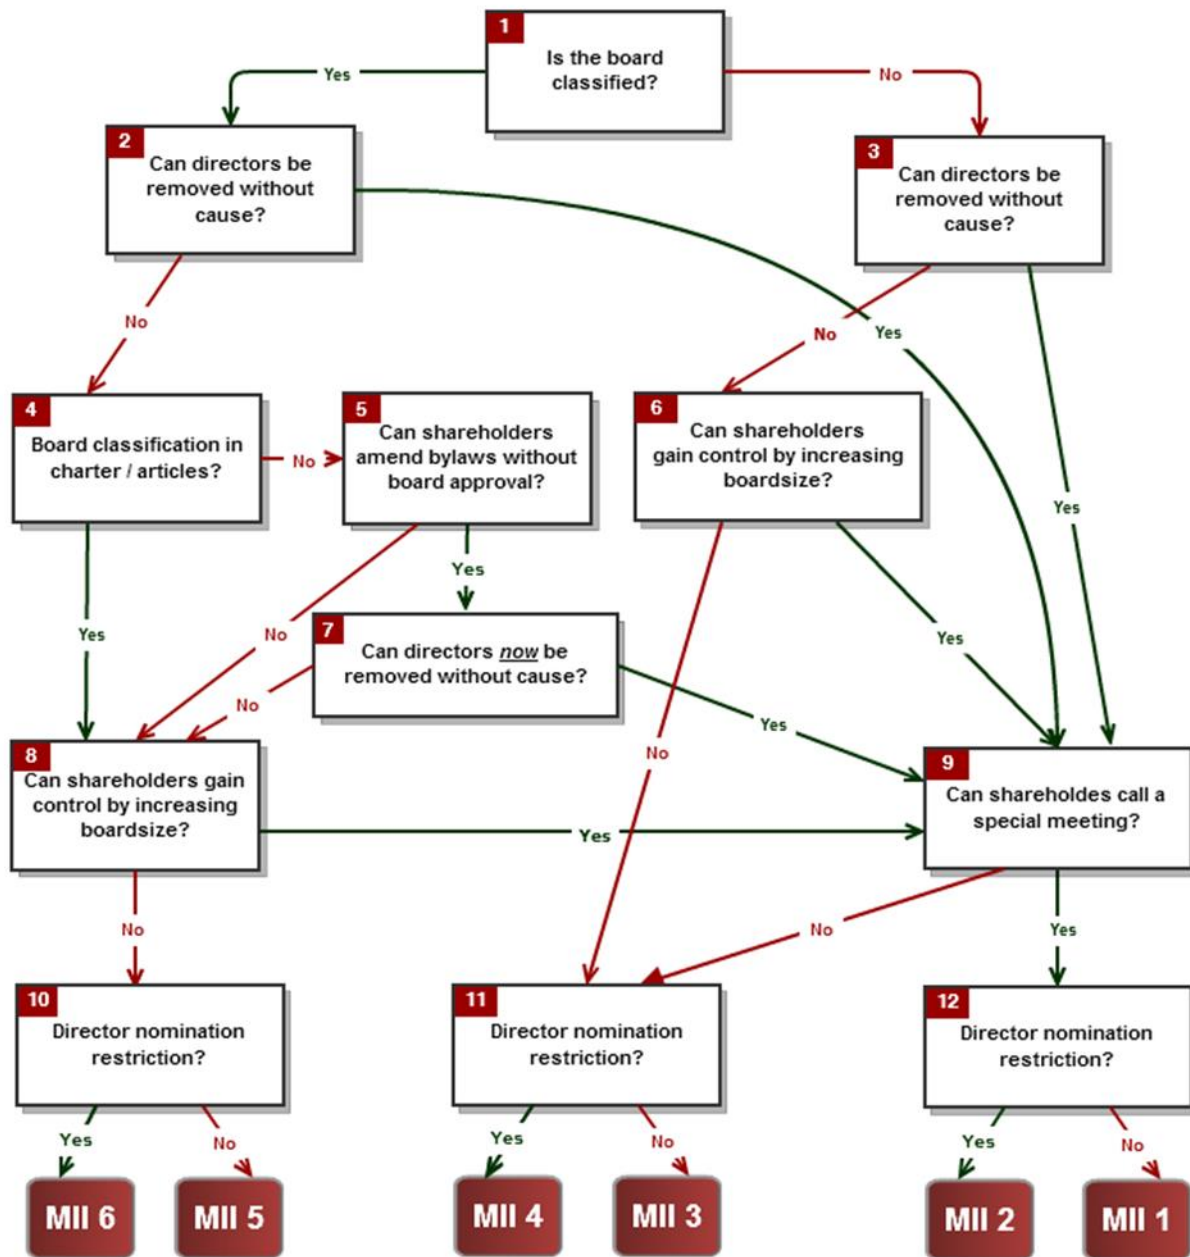 1
Is the board
classified?
Yes
No
2
Can directors be
removed without
cause?
3
Can directors be
removed without
cause?
No
Yes
No
Yes
4
Board classification in
charter / articles?
No
5
Can shareholders
amend bylaws without
board approval?
6
Can shareholders
gain control by increasing
boardsize?
Yes
No
Yes
No
Yes
7
Can directors now be
removed without cause?
No
Yes
8
Can shareholders gain
control by increasing
boardsize?
Yes
9
Can shareholdes call a
special meeting?
No
No
Yes
10
Director nomination
restriction?
11
Director nomination
restriction?
12
Director nomination
restriction?
Yes
No
Yes
No
Yes
No
MII 6
MII 5
MII 4
MII 3
MII 2
MII 1